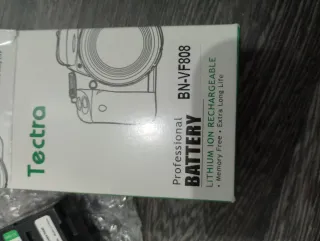 Tectra
Professional
BATTERY BN-VF808
LITHIUM ION RECHARGEABLE
• Memory Free • Extra Long Life